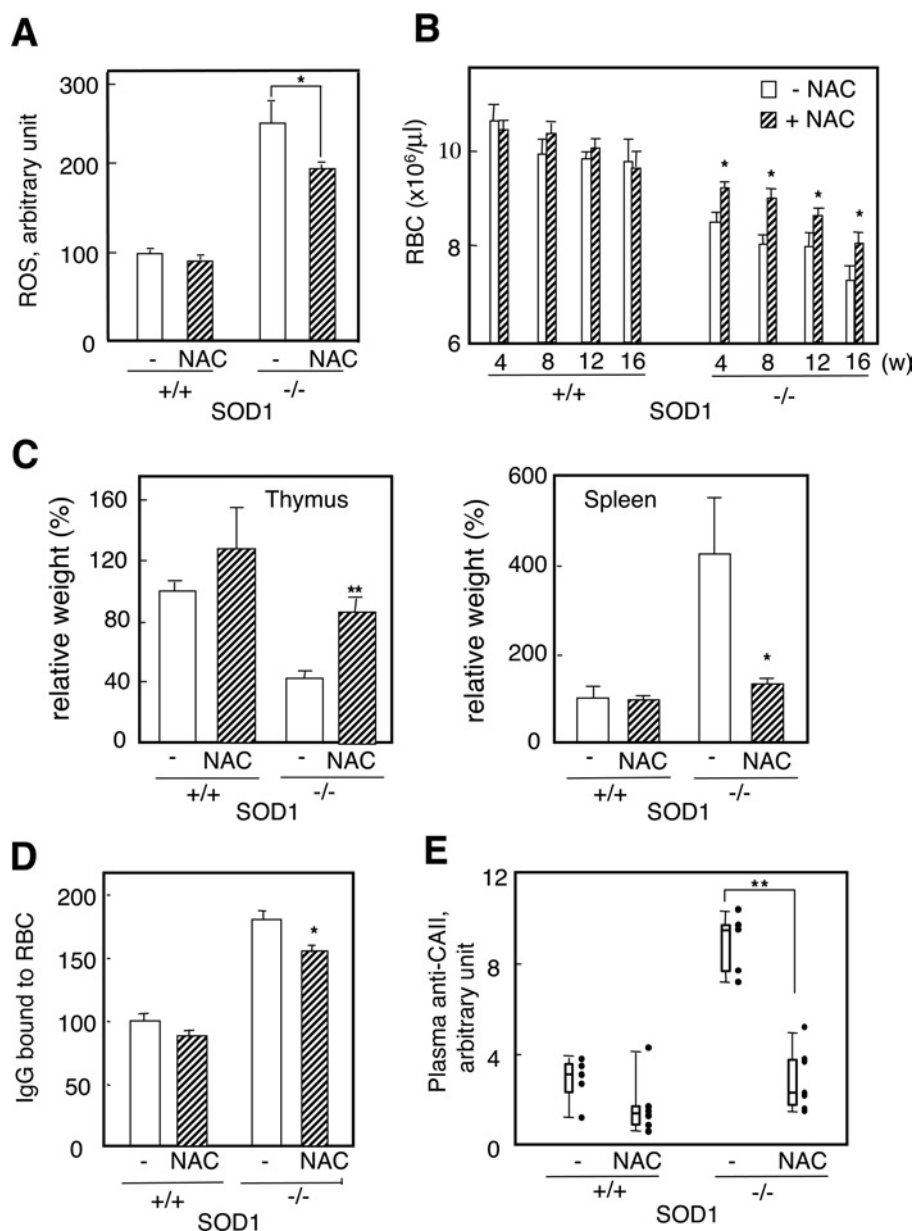 A
ROS, arbitrary unit
300
200
100
0
*
- NAC - NAC
+/+ -/-
SOD1
B
RBC (x10⁶/μl)
10
8
6
- NAC
+ NAC
* * * *
4 8 12 16 4 8 12 16 (w)
+/+ -/-
SOD1
C
relative weight (%)
160
120
80
40
0
Thymus
**
- NAC - NAC
+/+ -/-
SOD1
relative weight (%)
600
400
200
0
Spleen
*
- NAC - NAC
+/+ -/-
SOD1
D
IgG bound to RBC
200
150
100
50
0
*
- NAC - NAC
+/+ -/-
SOD1
E
Plasma anti-CAII,
arbitrary unit
12
8
4
0
**
- NAC - NAC
+/+ -/-
SOD1